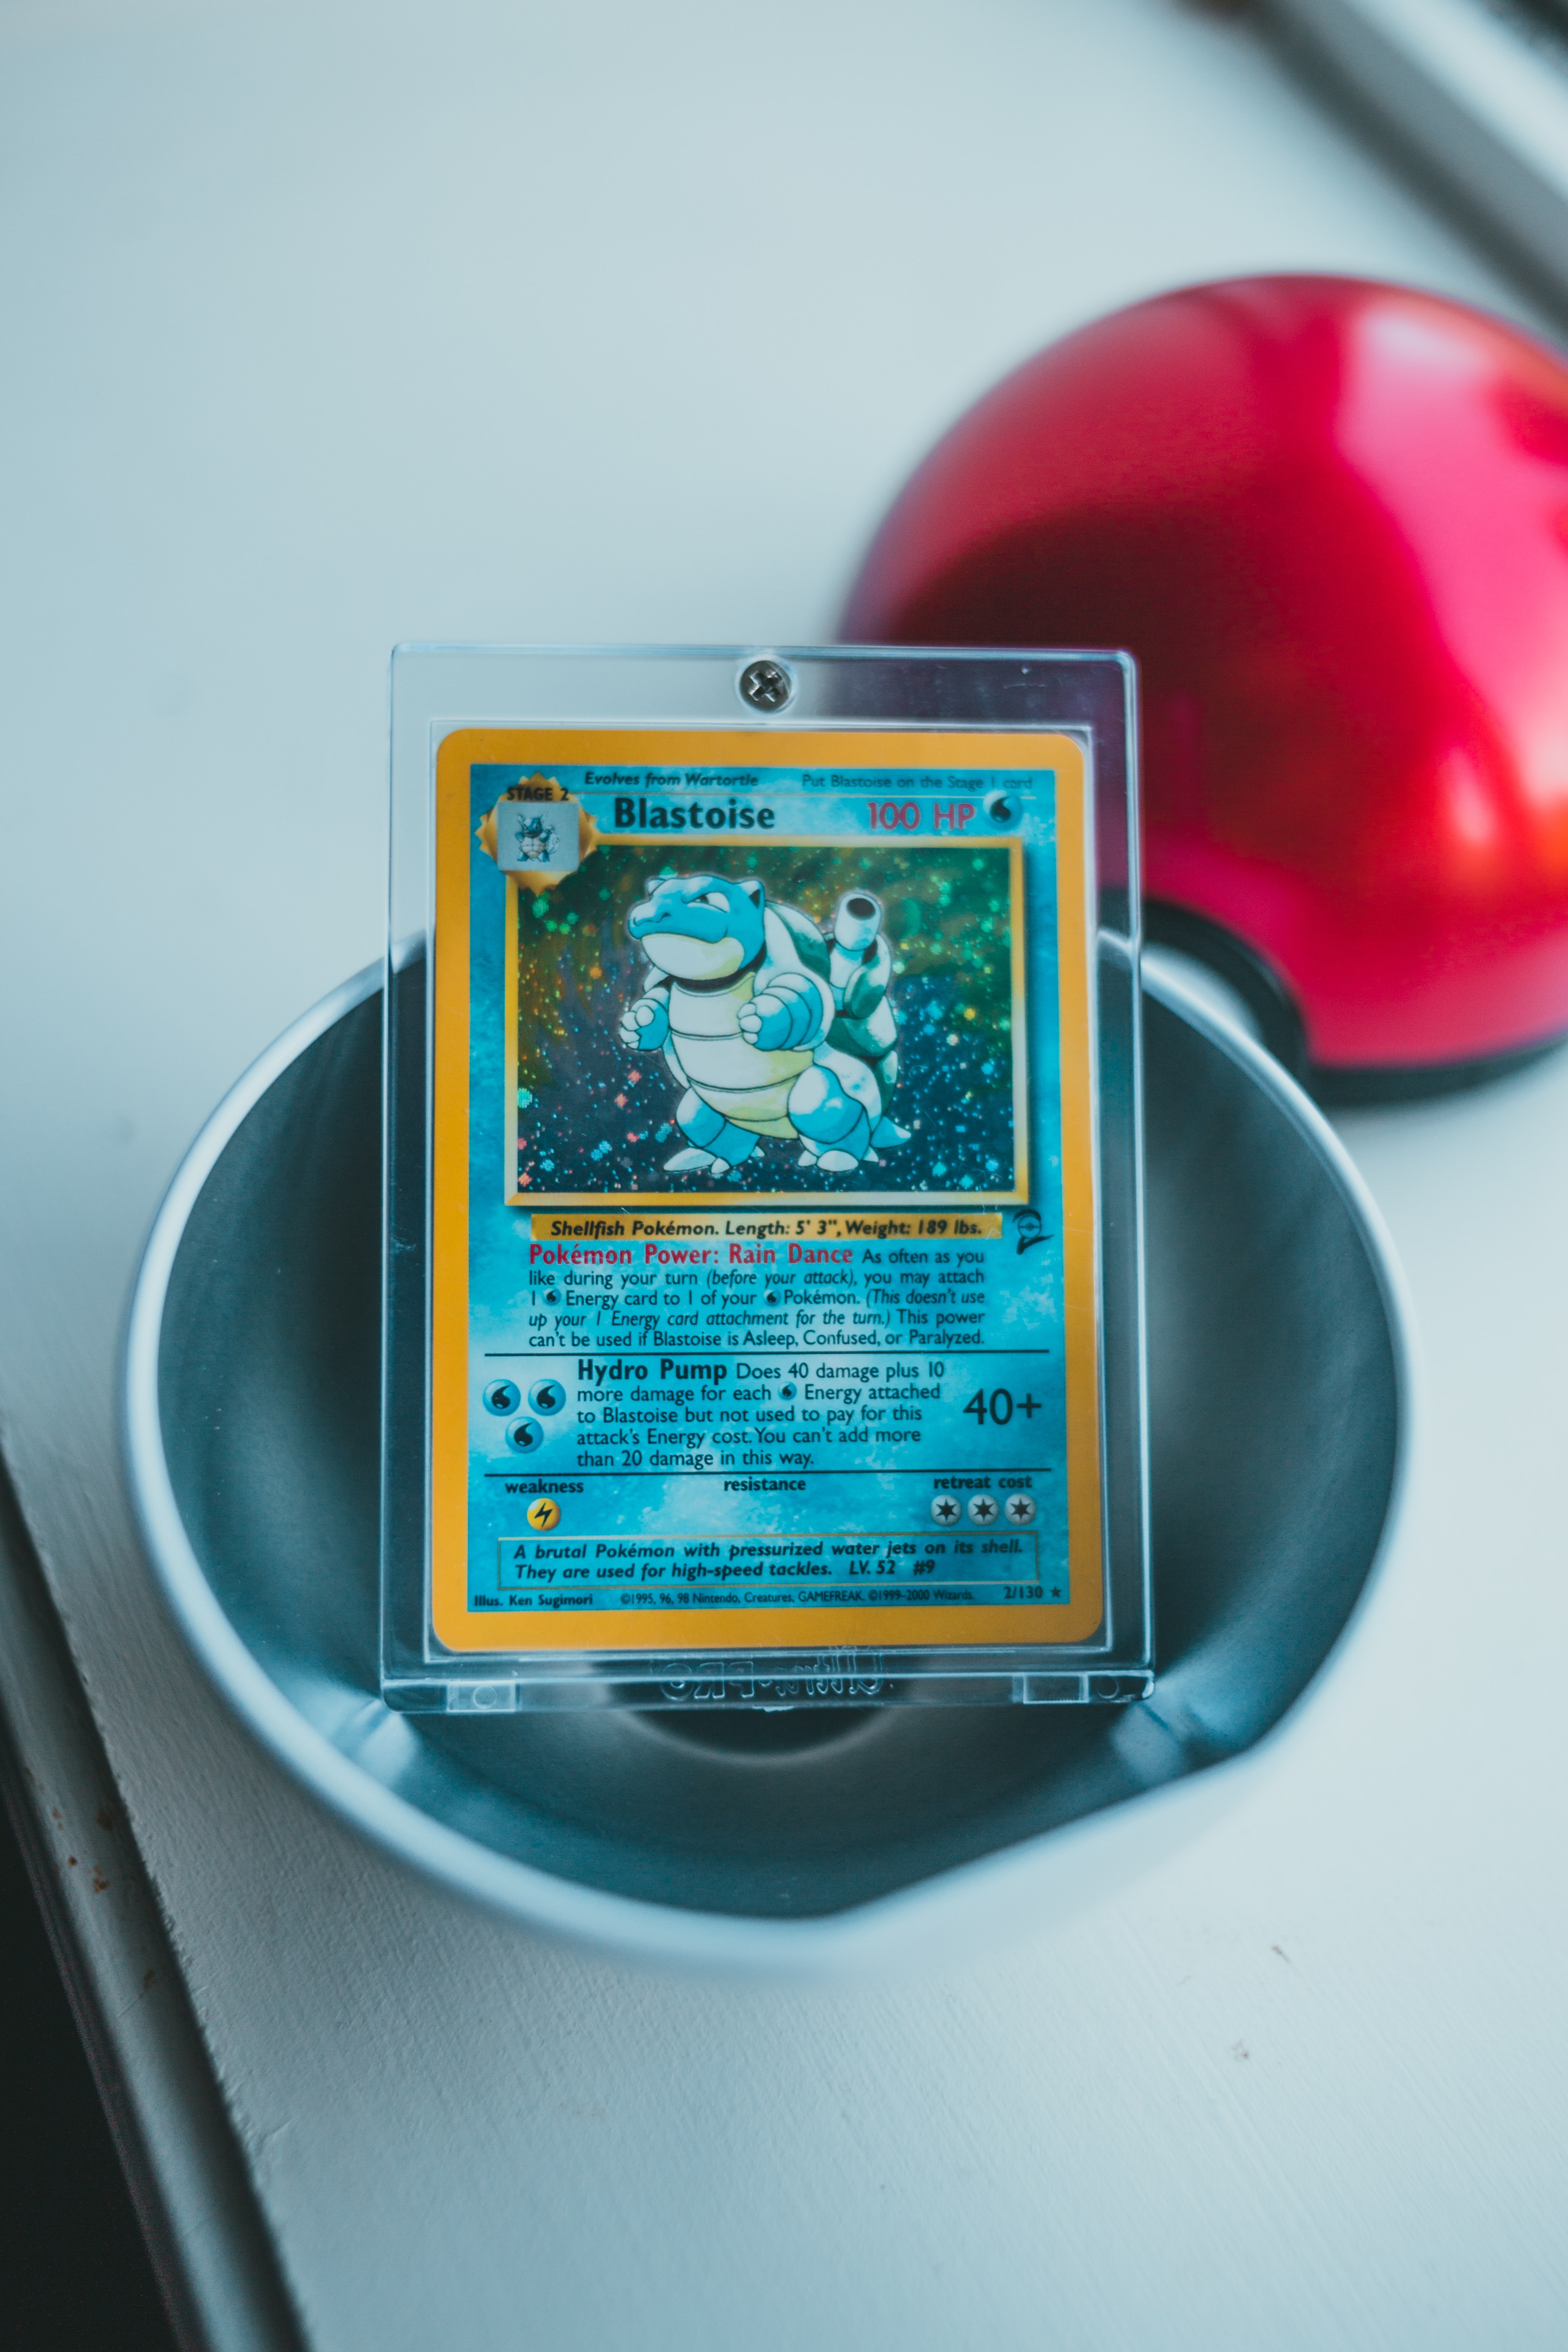 Evolves from Wartortle Put Blastoise on the Stage 1 card
STAGE 2
Blastoise 100 HP
Shellfish Pokémon. Length: 5' 3", Weight: 189 lbs.
Pokémon Power: Rain Dance As often as you
like during your turn (before your attack), you may attach
1 Energy card to 1 of your Pokémon. (This doesn't use
up your 1 Energy card attachment for the turn.) This power
can't be used if Blastoise is Asleep, Confused, or Paralyzed.
Hydro Pump Does 40 damage plus 10
more damage for each Energy attached
to Blastoise but not used to pay for this
attack's Energy cost. You can't add more
than 20 damage in this way.
40+
weakness resistance retreat cost
A brutal Pokémon with pressurized water jets on its shell.
They are used for high-speed tackles. LV. 52 #9
Illus. Ken Sugimori ©1995, 96, 98 Nintendo, Creatures, GAMEFREAK. ©1999-2000 Wizards. 2/130
Ultra-PRO